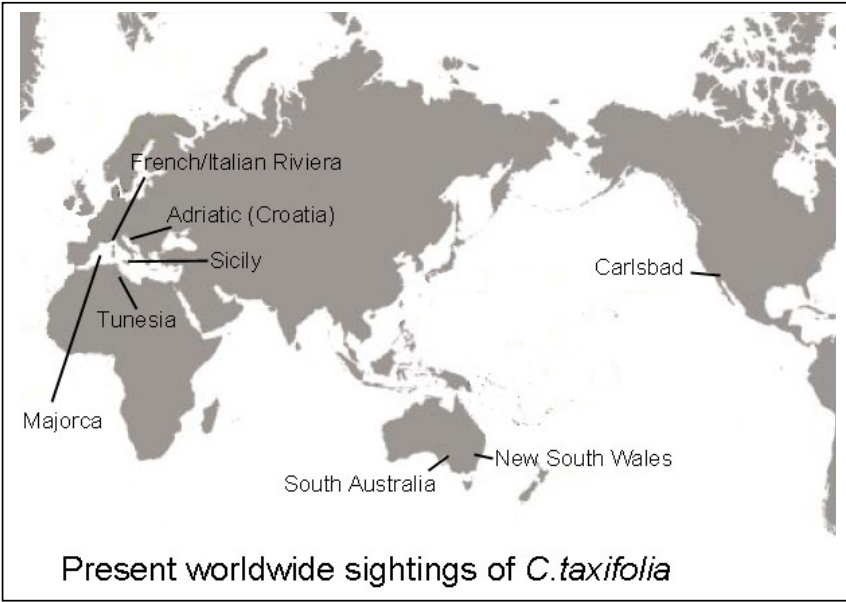 French/Italian Riviera
Adriatic (Croatia)
Sicily
Carlsbad
Tunesia
Majorca
New South Wales
South Australia
Present worldwide sightings of C.taxifolia